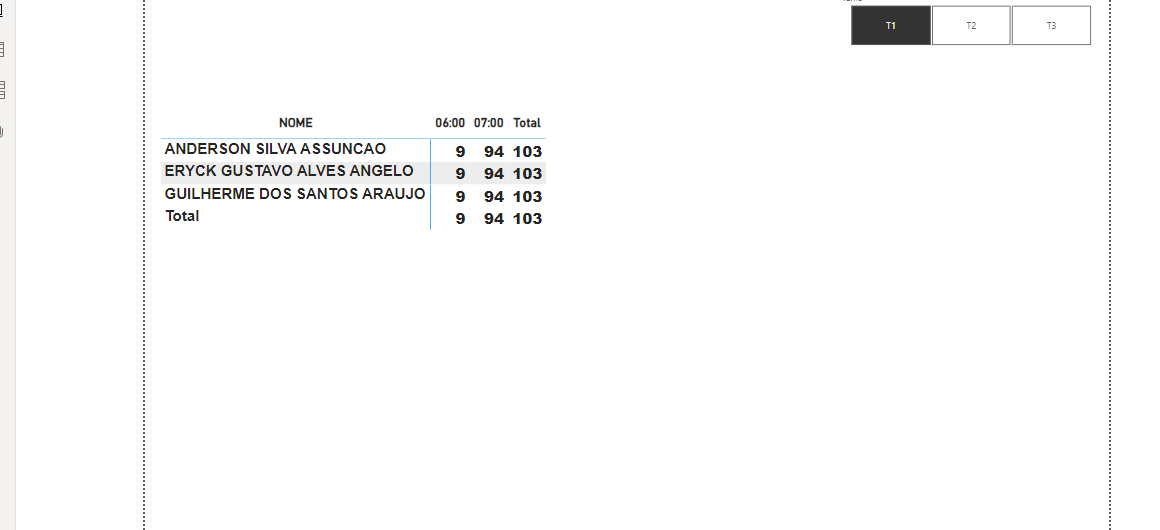 T1 T2 T3
NOME 06:00 07:00 Total
ANDERSON SILVA ASSUNCAO 9 94 103
ERYCK GUSTAVO ALVES ANGELO 9 94 103
GUILHERME DOS SANTOS ARAUJO 9 94 103
Total 9 94 103